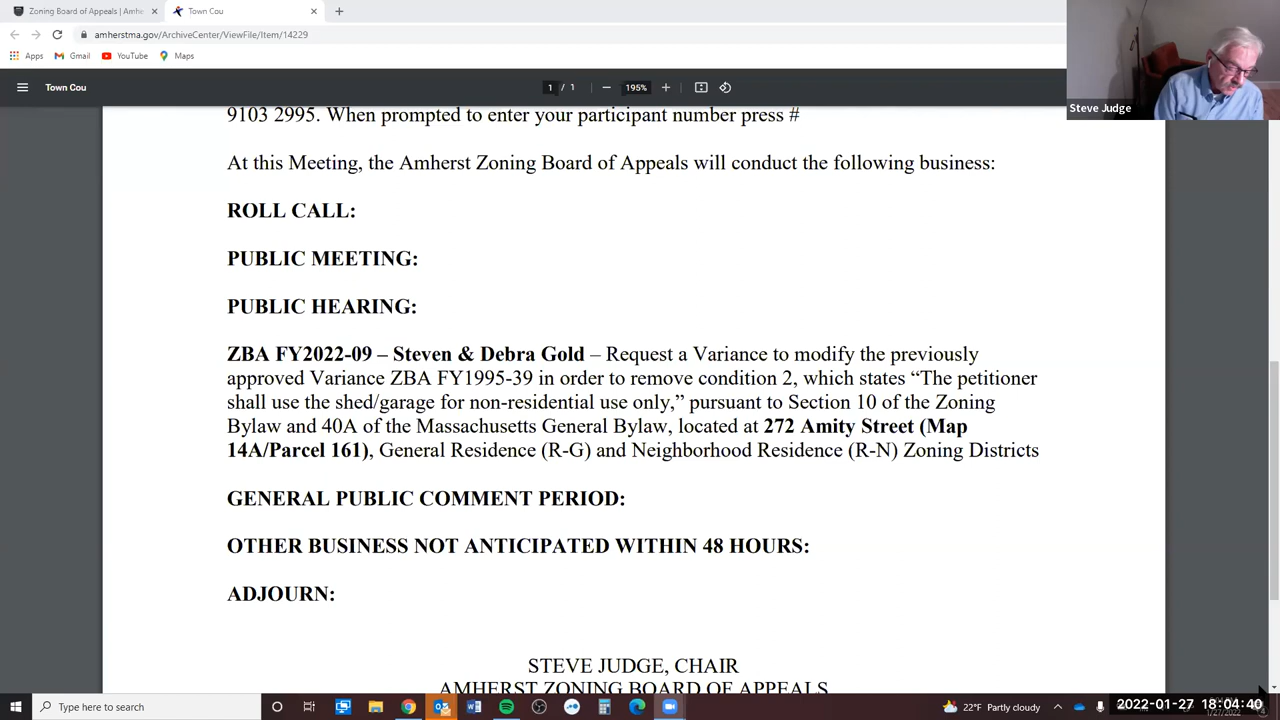 Zoning Board of Appeals | Amhe
Town Cou
amherstma.gov/ArchiveCenter/ViewFile/Item/14229
Apps
Gmail
YouTube
Maps
Town Cou
1 / 1
195%
Steve Judge
9103 2995. When prompted to enter your participant number press #
At this Meeting, the Amherst Zoning Board of Appeals will conduct the following business:
ROLL CALL:
PUBLIC MEETING:
PUBLIC HEARING:
ZBA FY2022-09 – Steven & Debra Gold – Request a Variance to modify the previously
approved Variance ZBA FY1995-39 in order to remove condition 2, which states “The petitioner
shall use the shed/garage for non-residential use only,” pursuant to Section 10 of the Zoning
Bylaw and 40A of the Massachusetts General Bylaw, located at 272 Amity Street (Map
14A/Parcel 161), General Residence (R-G) and Neighborhood Residence (R-N) Zoning Districts
GENERAL PUBLIC COMMENT PERIOD:
OTHER BUSINESS NOT ANTICIPATED WITHIN 48 HOURS:
ADJOURN:
STEVE JUDGE, CHAIR
AMHERST ZONING BOARD OF APPEALS
Type here to search
22°F Partly cloudy
2022-01-27 18:04:40